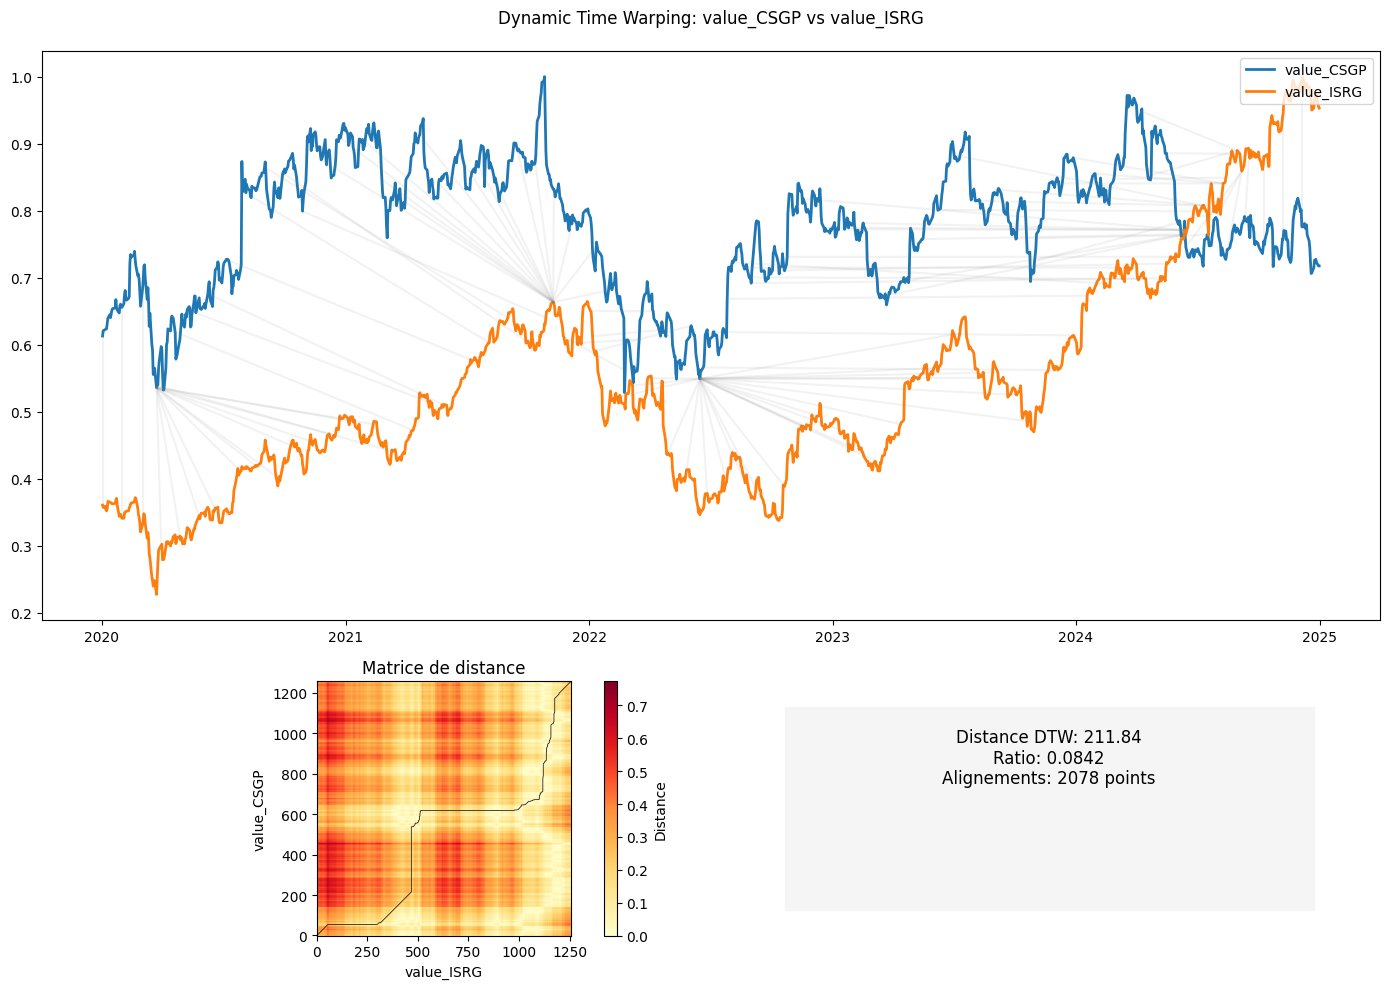 Dynamic Time Warping: value_CSGP vs value_ISRG
value_CSGP
value_ISRG
1.0
0.9
0.8
0.7
0.6
0.5
0.4
0.3
0.2
2020 2021 2022 2023 2024 2025
Matrice de distance
value_CSGP
1200
1000
800
600
400
200
0
0 250 500 750 1000 1250
value_ISRG
0.7
0.6
0.5
0.4
0.3
0.2
0.1
0.0
Distance
Distance DTW: 211.84
Ratio: 0.0842
Alignements: 2078 points